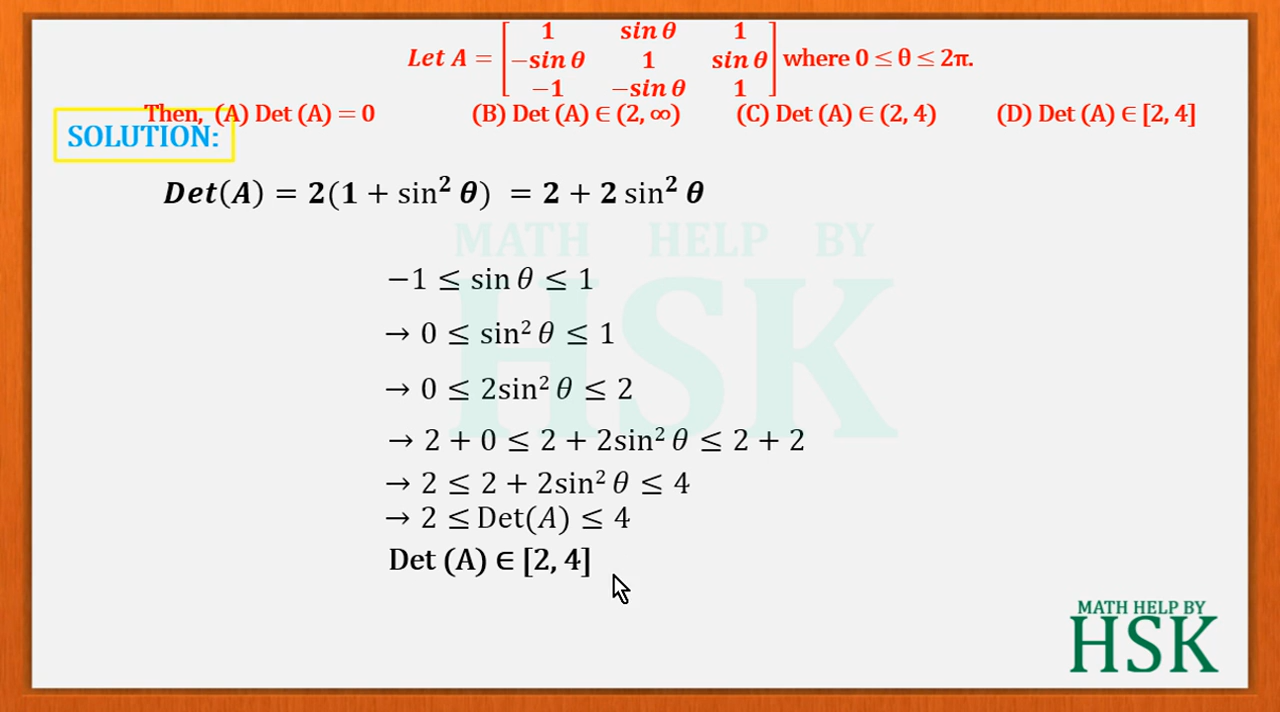 Let A = [ 1 sin θ 1
−sin θ 1 sin θ
−1 −sin θ 1 ] where 0 ≤ θ ≤ 2π.
Then, (A) Det (A) = 0 (B) Det (A) ∈ (2, ∞) (C) Det (A) ∈ (2, 4) (D) Det (A) ∈ [2, 4]
SOLUTION:
Det(A) = 2(1 + sin² θ) = 2 + 2 sin² θ
MATH HELP BY
HSK
−1 ≤ sin θ ≤ 1
→ 0 ≤ sin² θ ≤ 1
→ 0 ≤ 2sin² θ ≤ 2
→ 2 + 0 ≤ 2 + 2sin² θ ≤ 2 + 2
→ 2 ≤ 2 + 2sin² θ ≤ 4
→ 2 ≤ Det(A) ≤ 4
Det (A) ∈ [2, 4]
MATH HELP BY
HSK